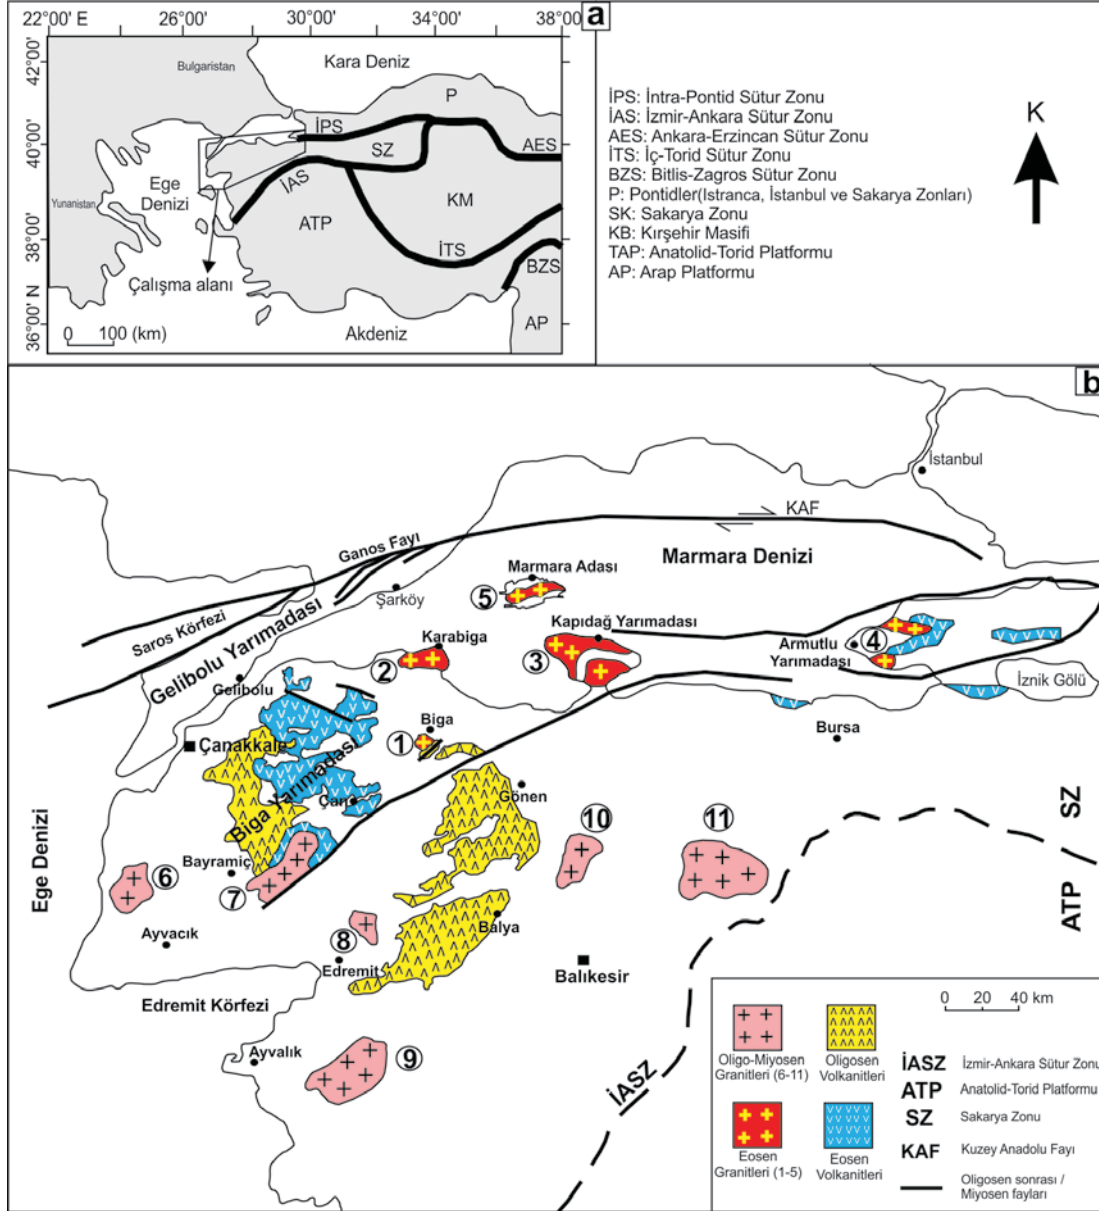 22°00' E
26°00'
30°00'
34°00'
38°00'
a
42°00'
40°00'
38°00'
36°00' N
Bulgaristan
Kara Deniz
P
İPS
SZ
AES
Ege
Denizi
İAS
Yunanistan
ATP
KM
İTS
BZS
Çalışma alanı
AP
0 100 (km)
Akdeniz
İPS: İntra-Pontid Sütur Zonu
İAS: İzmir-Ankara Sütur Zonu
AES: Ankara-Erzincan Sütur Zonu
İTS: İç-Torid Sütur Zonu
BZS: Bitlis-Zagros Sütur Zonu
P: Pontidler(Istranca, İstanbul ve Sakarya Zonları)
SK: Sakarya Zonu
KB: Kırşehir Masifi
TAP: Anatolid-Torid Platformu
AP: Arap Platformu
K
b
İstanbul
KAF
Ganos Fayı
Marmara Denizi
Marmara Adası
5
Şarköy
Saros Körfezi
Gelibolu Yarımadası
Kapıdağ Yarımadası
3
Karabiga
2
Armutlu
Yarımadası
4
Gelibolu
İznik Gölü
Biga
1
Bursa
Çanakkale
Biga Yarımadası
Çan
Gönen
10
11
SZ
Ege Denizi
Bayramiç
6
7
ATP
Ayvacık
8
Balya
Edremit
Balıkesir
Edremit Körfezi
Ayvalık
9
İASZ
0 20 40 km
Oligo-Miyosen
Granitleri (6-11)
Oligosen
Volkanitleri
Eosen
Granitleri (1-5)
Eosen
Volkanitleri
İASZ İzmir-Ankara Sütur Zonu
ATP Anatolid-Torid Platformu
SZ Sakarya Zonu
KAF Kuzey Anadolu Fayı
Oligosen sonrası /
Miyosen fayları